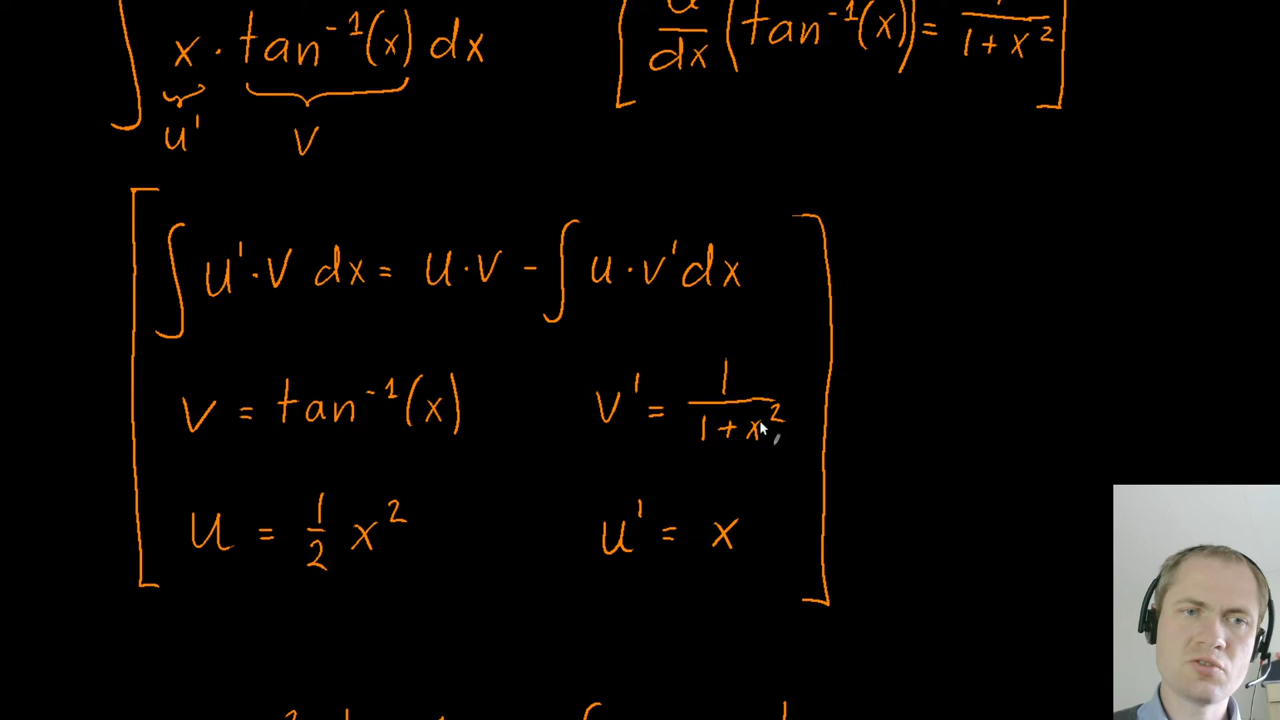 ∫ x · tan⁻¹(x) dx
[ d/dx (tan⁻¹(x)) = 1/(1 + x²) ]
u' v
∫ u' · v dx = u · v - ∫ u · v' dx
v = tan⁻¹(x) v' = 1/(1 + x²)
u = 1/2 x² u' = x